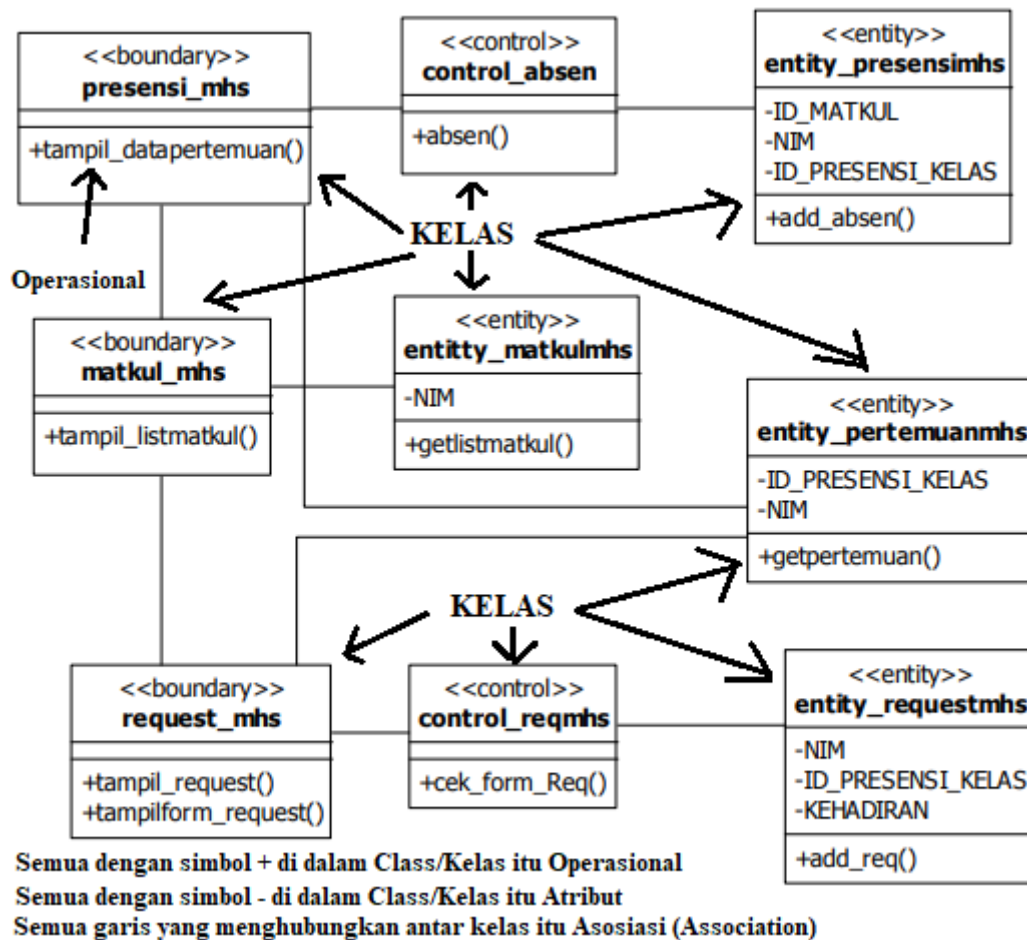 <<boundary>>
presensi_mhs
+tampil_datapertemuan()
<<control>>
control_absen
+absen()
<<entity>>
entity_presensimhs
-ID_MATKUL
-NIM
-ID_PRESENSI_KELAS
+add_absen()
KELAS
Operasional
<<boundary>>
matkul_mhs
+tampil_listmatkul()
<<entity>>
entitty_matkulmhs
-NIM
+getlistmatkul()
<<entity>>
entity_pertemuanmhs
-ID_PRESENSI_KELAS
-NIM
+getpertemuan()
KELAS
<<boundary>>
request_mhs
+tampil_request()
+tampilform_request()
<<control>>
control_reqmhs
+cek_form_Req()
<<entity>>
entity_requestmhs
-NIM
-ID_PRESENSI_KELAS
-KEHADIRAN
+add_req()
Semua dengan simbol + di dalam Class/Kelas itu Operasional
Semua dengan simbol - di dalam Class/Kelas itu Atribut
Semua garis yang menghubungkan antar kelas itu Asosiasi (Association)